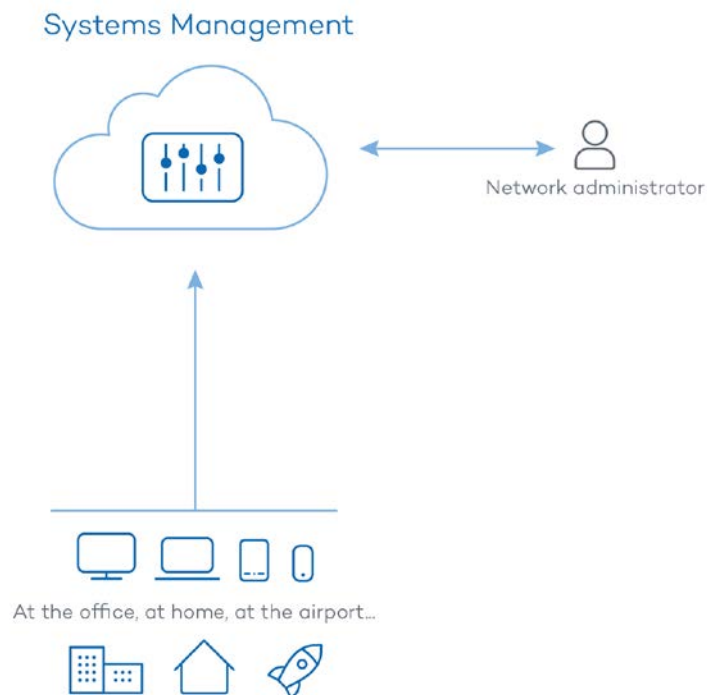 Systems Management
Network administrator
At the office, at home, at the airport...